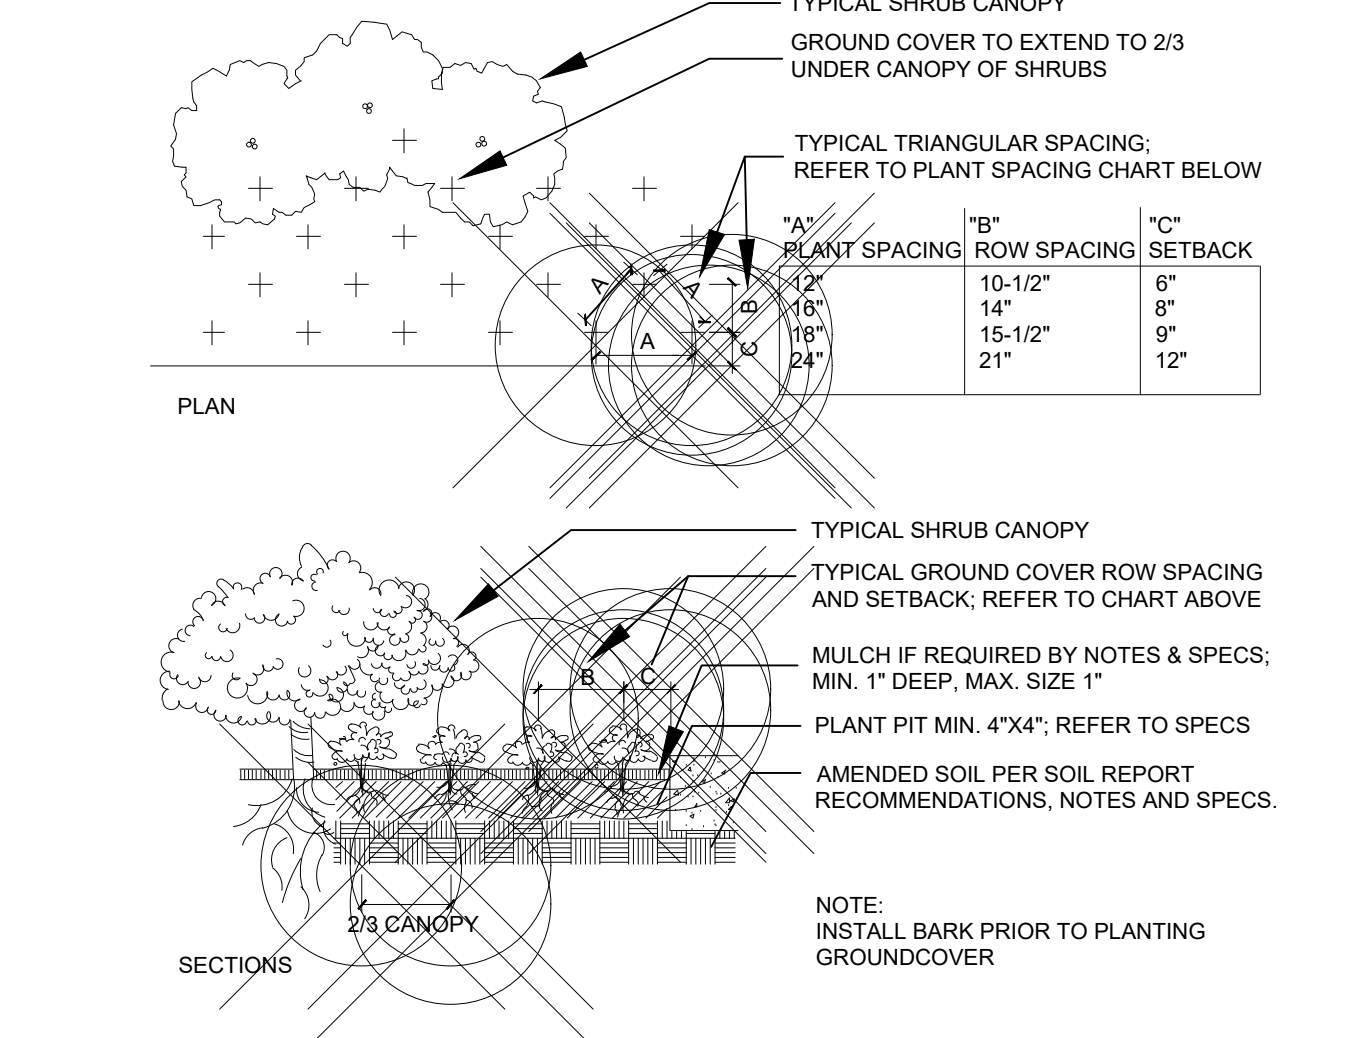 TYPICAL SHRUB CANOPY
GROUND COVER TO EXTEND TO 2/3
UNDER CANOPY OF SHRUBS
TYPICAL TRIANGULAR SPACING;
REFER TO PLANT SPACING CHART BELOW
"A" "B" "C"
PLANT SPACING ROW SPACING SETBACK
12" 10-1/2" 6"
16" 14" 8"
18" 15-1/2" 9"
24" 21" 12"
A
A
B
A
C
PLAN
TYPICAL SHRUB CANOPY
TYPICAL GROUND COVER ROW SPACING
AND SETBACK; REFER TO CHART ABOVE
MULCH IF REQUIRED BY NOTES & SPECS;
MIN. 1" DEEP, MAX. SIZE 1"
B C
PLANT PIT MIN. 4"X4"; REFER TO SPECS
AMENDED SOIL PER SOIL REPORT
RECOMMENDATIONS, NOTES AND SPECS.
2/3 CANOPY
SECTIONS
NOTE:
INSTALL BARK PRIOR TO PLANTING
GROUNDCOVER